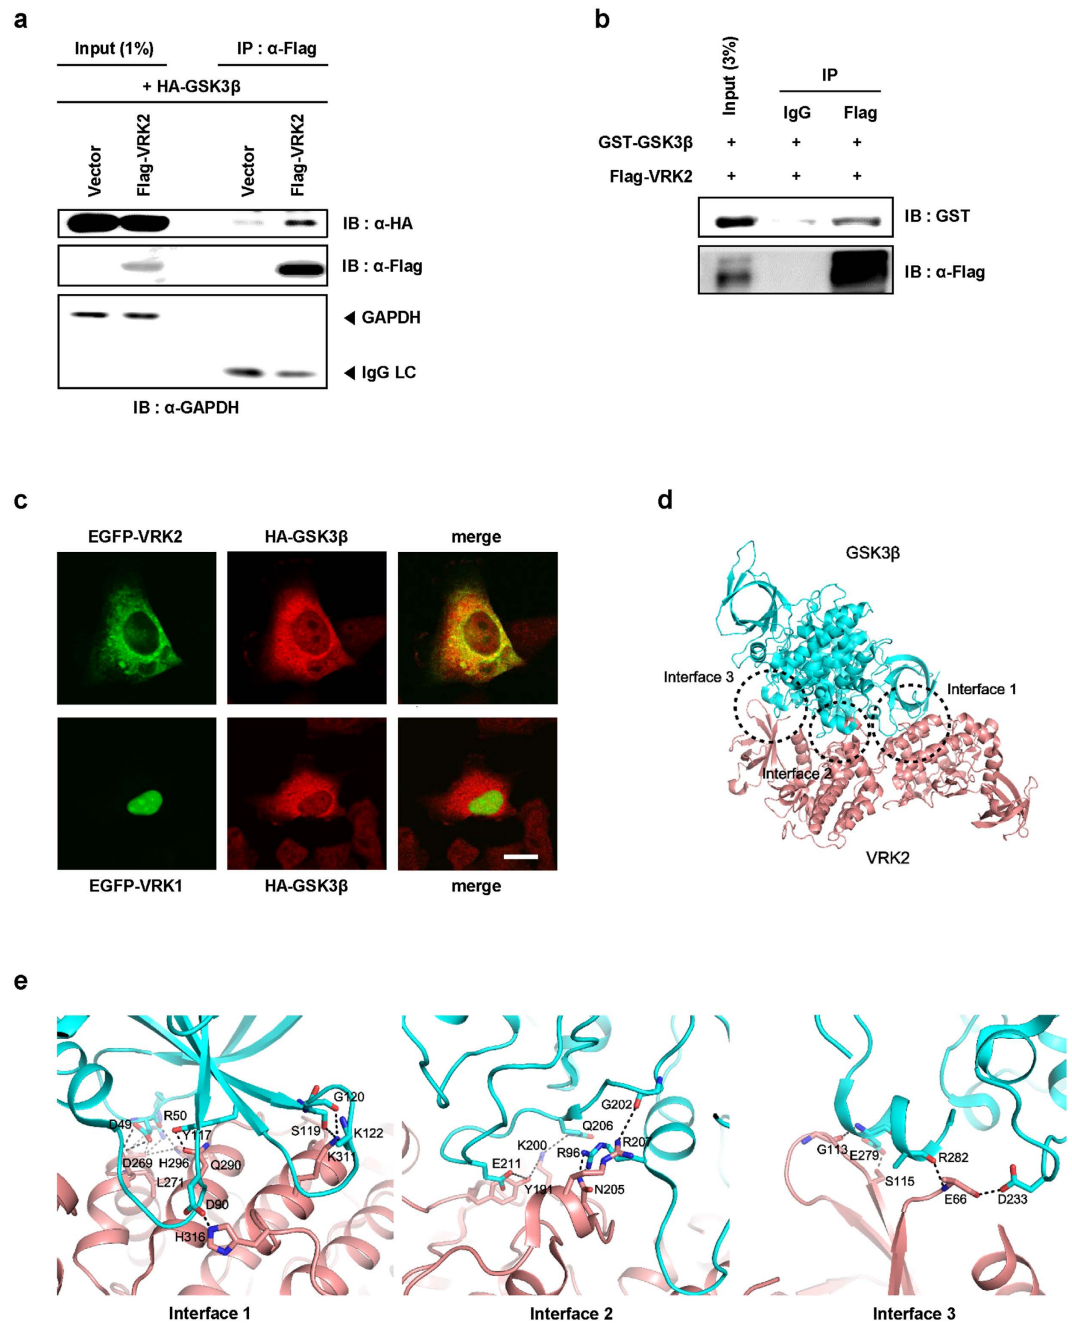 a
Input (1%) IP : α-Flag
+ HA-GSK3β
Vector Flag-VRK2 Vector Flag-VRK2
IB : α-HA
IB : α-Flag
GAPDH
IgG LC
IB : α-GAPDH
b
Input (3%) IP
IgG Flag
GST-GSK3β + + +
Flag-VRK2 + + +
IB : GST
IB : α-Flag
c
EGFP-VRK2 HA-GSK3β merge
EGFP-VRK1 HA-GSK3β merge
d
GSK3β
Interface 3
Interface 1
Interface 2
VRK2
e
D49 R50 Y117 D269 H296 Q290 L271 D90 H316 G120 S119 K122 K311
G202 Q206 K200 R96 R207 E211 Y191 N205
G113 E279 R282 S115 E66 D233
Interface 1 Interface 2 Interface 3